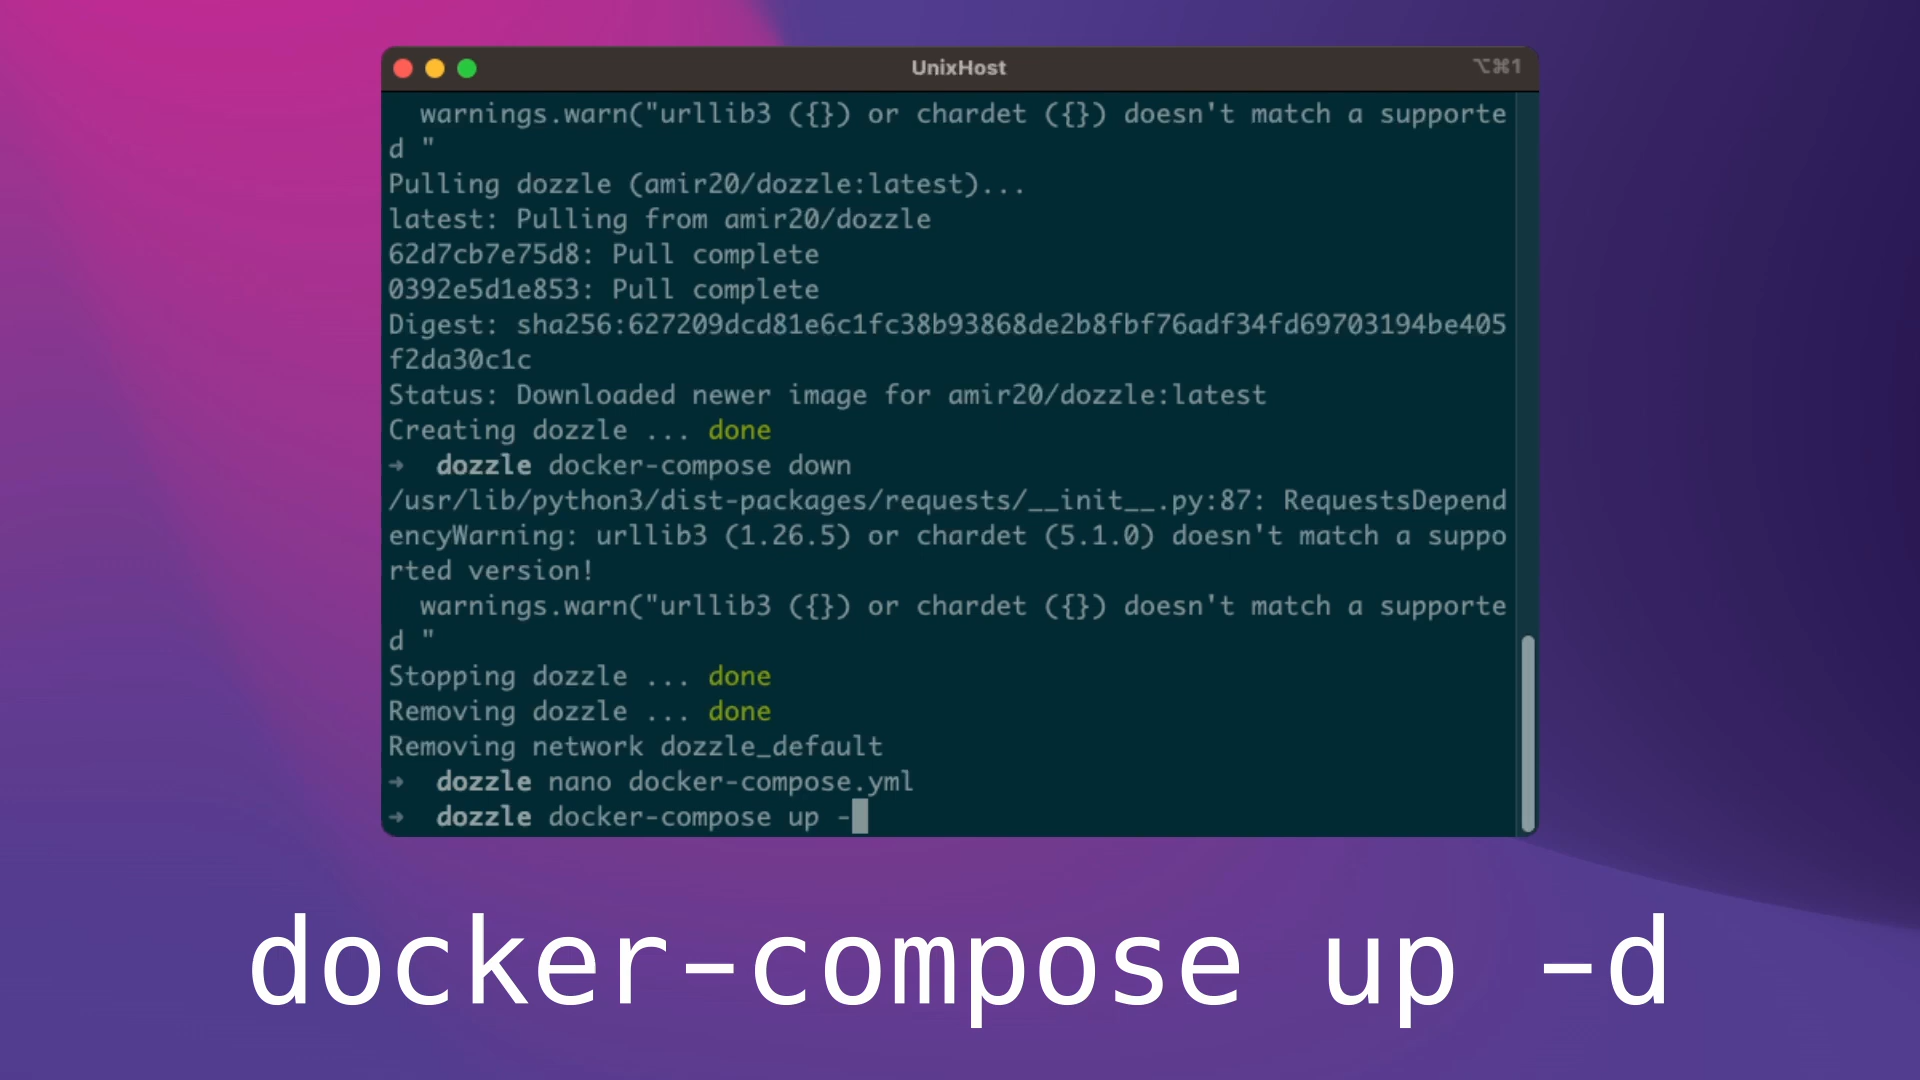 UnixHost
⌥⌘1
warnings.warn("urllib3 ({}) or chardet ({}) doesn't match a supporte
d "
Pulling dozzle (amir20/dozzle:latest)...
latest: Pulling from amir20/dozzle
62d7cb7e75d8: Pull complete
0392e5d1e853: Pull complete
Digest: sha256:627209dcd81e6c1fc38b93868de2b8fbf76adf34fd69703194be405
f2da30c1c
Status: Downloaded newer image for amir20/dozzle:latest
Creating dozzle ... done
➜ dozzle docker-compose down
/usr/lib/python3/dist-packages/requests/__init__.py:87: RequestsDepend
encyWarning: urllib3 (1.26.5) or chardet (5.1.0) doesn't match a suppo
rted version!
warnings.warn("urllib3 ({}) or chardet ({}) doesn't match a supporte
d "
Stopping dozzle ... done
Removing dozzle ... done
Removing network dozzle_default
➜ dozzle nano docker-compose.yml
➜ dozzle docker-compose up -
docker-compose up -d